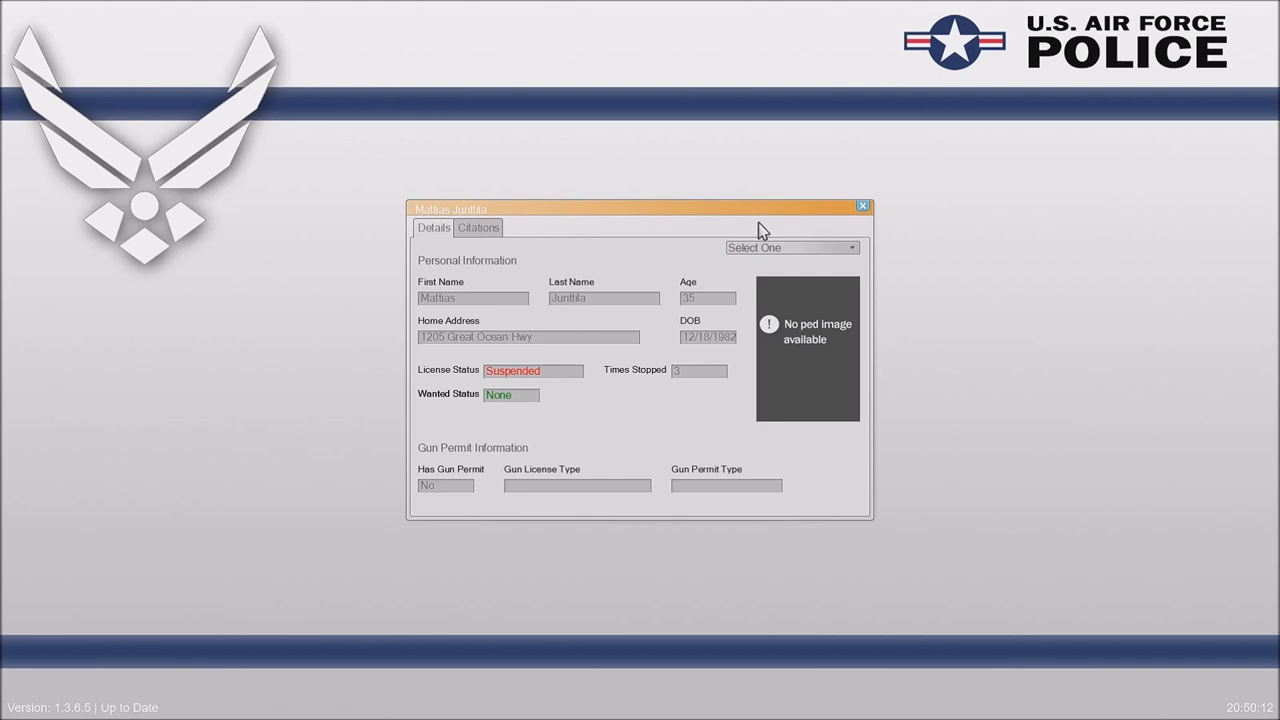 U.S. AIR FORCE
POLICE
Mattias Junttila
Details Citations
Select One
Personal Information
First Name Last Name Age
Mattias Junttila 35
Home Address DOB
1205 Great Ocean Hwy 12/18/1982
No ped image
available
License Status Suspended Times Stopped 3
Wanted Status None
Gun Permit Information
Has Gun Permit Gun License Type Gun Permit Type
No
Version: 1.3.6.5 | Up to Date 20:50:12